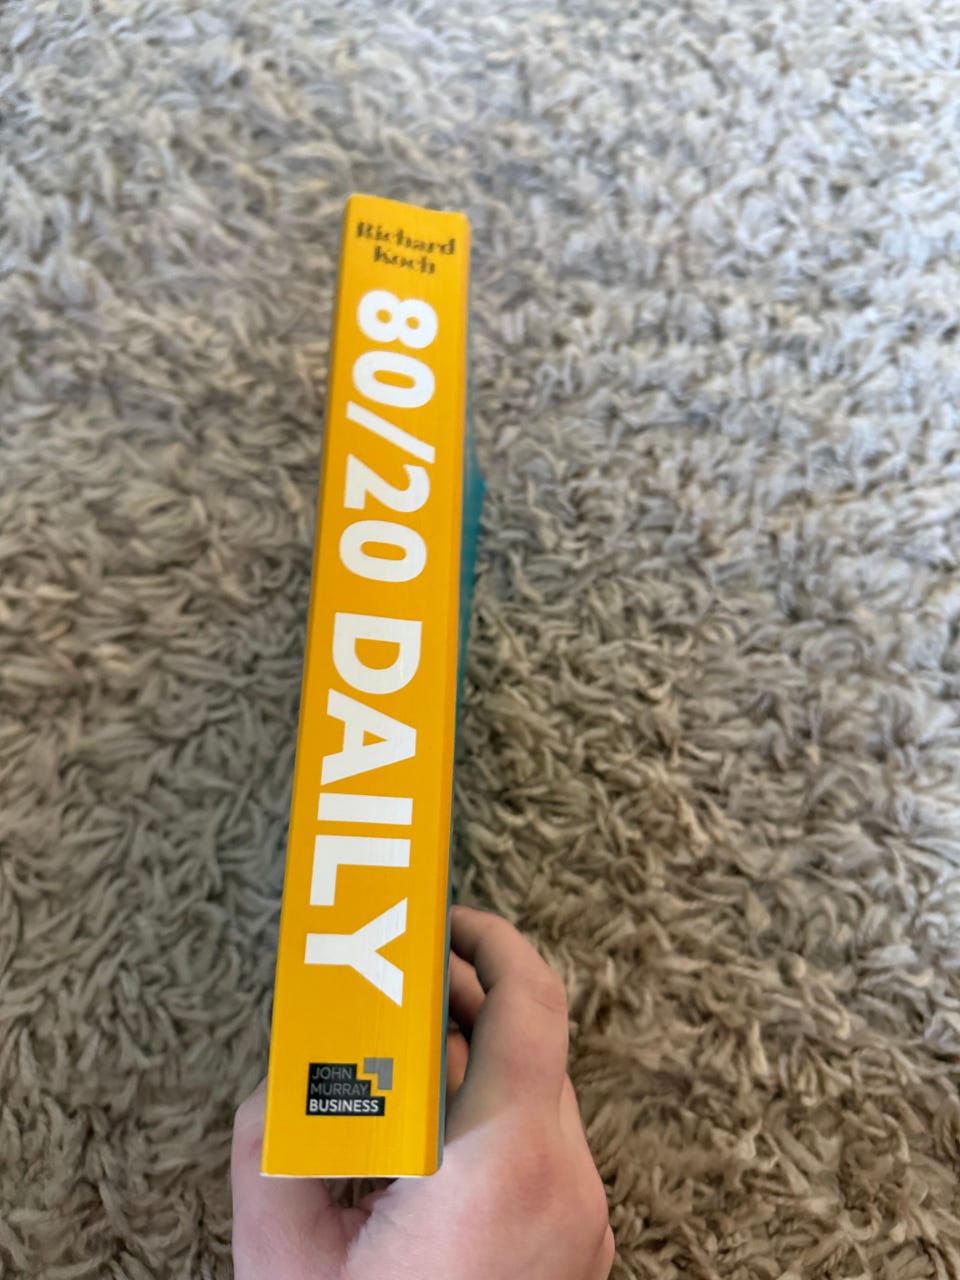 Richard
Koch
80/20 DAILY
JOHN
MURRAY
BUSINESS